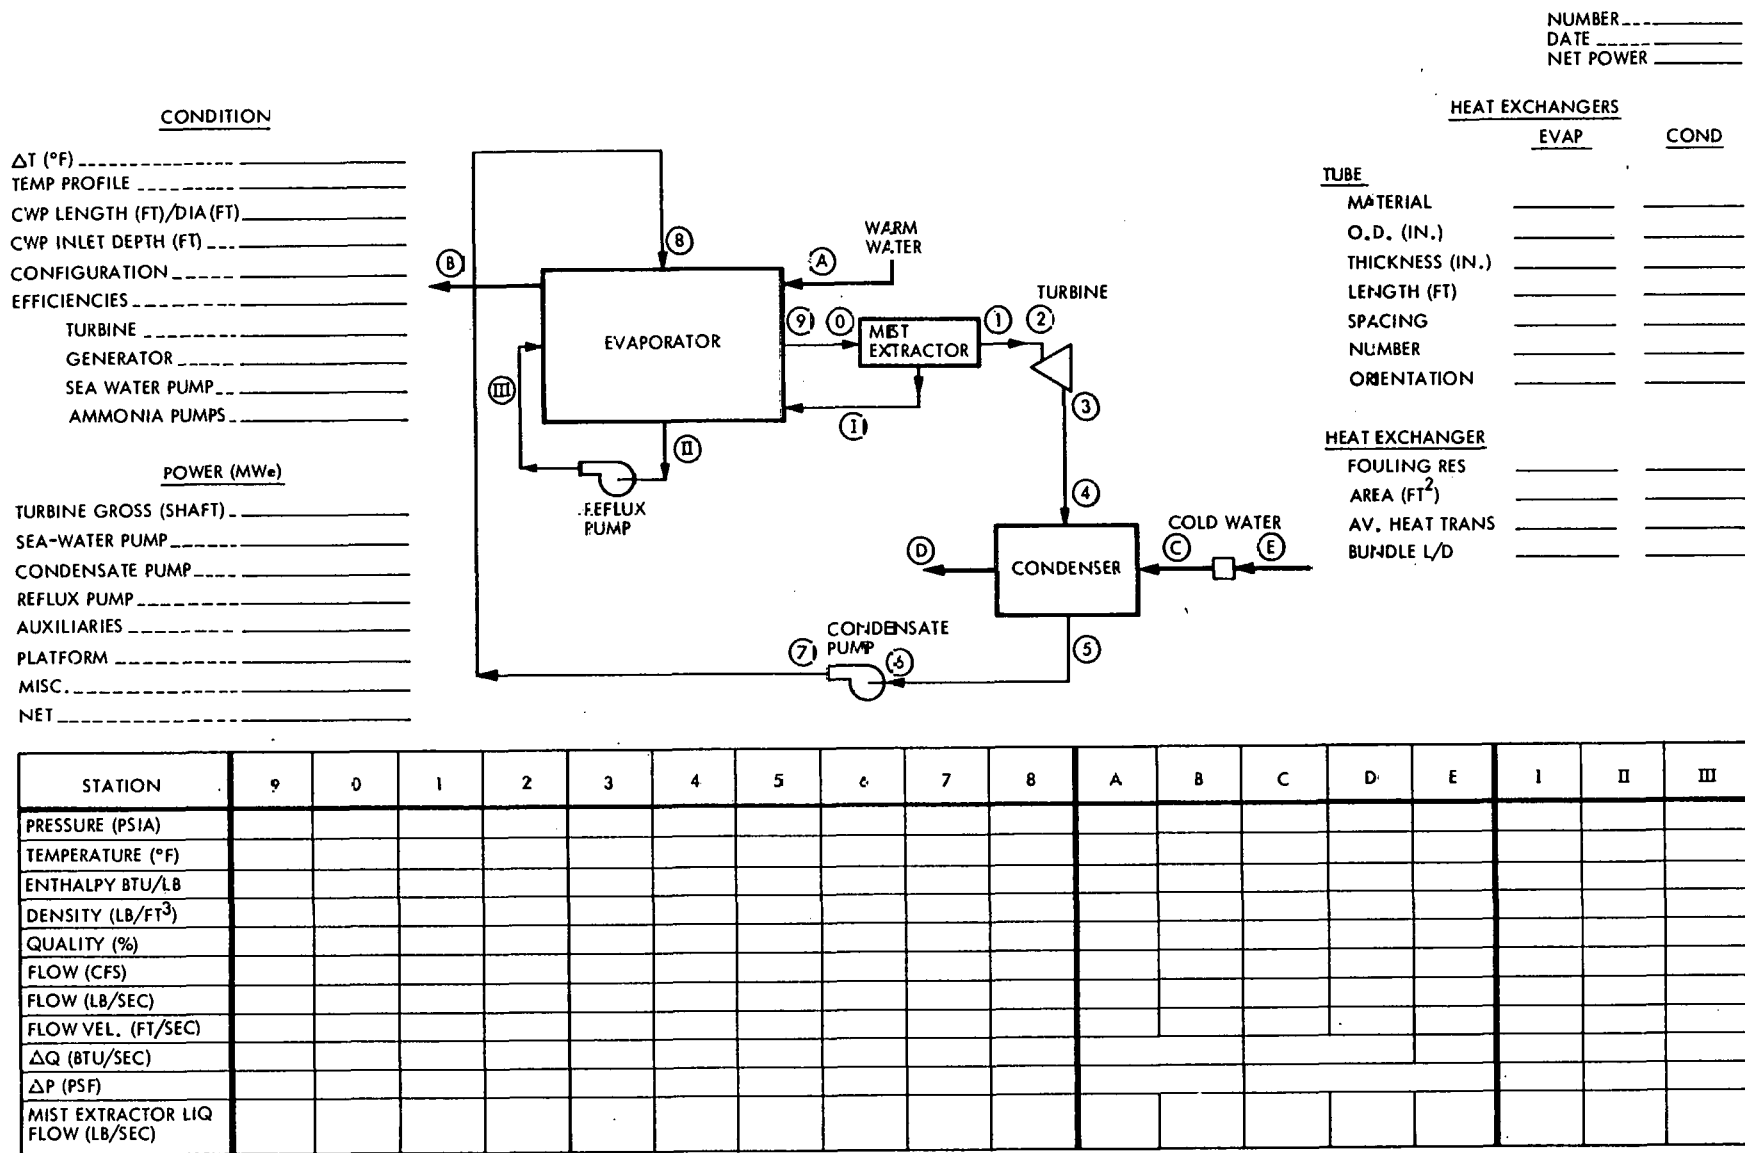 NUMBER
DATE
NET POWER
CONDITION
ΔT (°F)
TEMP PROFILE
CWP LENGTH (FT)/DIA (FT)
CWP INLET DEPTH (FT)
CONFIGURATION
EFFICIENCIES
TURBINE
GENERATOR
SEA WATER PUMP
AMMONIA PUMPS
POWER (MWe)
TURBINE GROSS (SHAFT)
SEA-WATER PUMP
CONDENSATE PUMP
REFLUX PUMP
AUXILIARIES
PLATFORM
MISC.
NET
B
8
A
WARM
WATER
EVAPORATOR
9
0
MIST
EXTRACTOR
1
2
TURBINE
3
I
III
II
REFLUX
PUMP
4
COLD WATER
D
CONDENSER
C
E
CONDENSATE
PUMP
7
6
5
HEAT EXCHANGERS
EVAP COND
TUBE
MATERIAL
O.D. (IN.)
THICKNESS (IN.)
LENGTH (FT)
SPACING
NUMBER
ORIENTATION
HEAT EXCHANGER
FOULING RES
AREA (FT²)
AV. HEAT TRANS
BUNDLE L/D
STATION 9 0 1 2 3 4 5 6 7 8 A B C D E I II III
PRESSURE (PSIA)
TEMPERATURE (°F)
ENTHALPY BTU/LB
DENSITY (LB/FT³)
QUALITY (%)
FLOW (CFS)
FLOW (LB/SEC)
FLOW VEL. (FT/SEC)
ΔQ (BTU/SEC)
ΔP (PSF)
MIST EXTRACTOR LIQ
FLOW (LB/SEC)